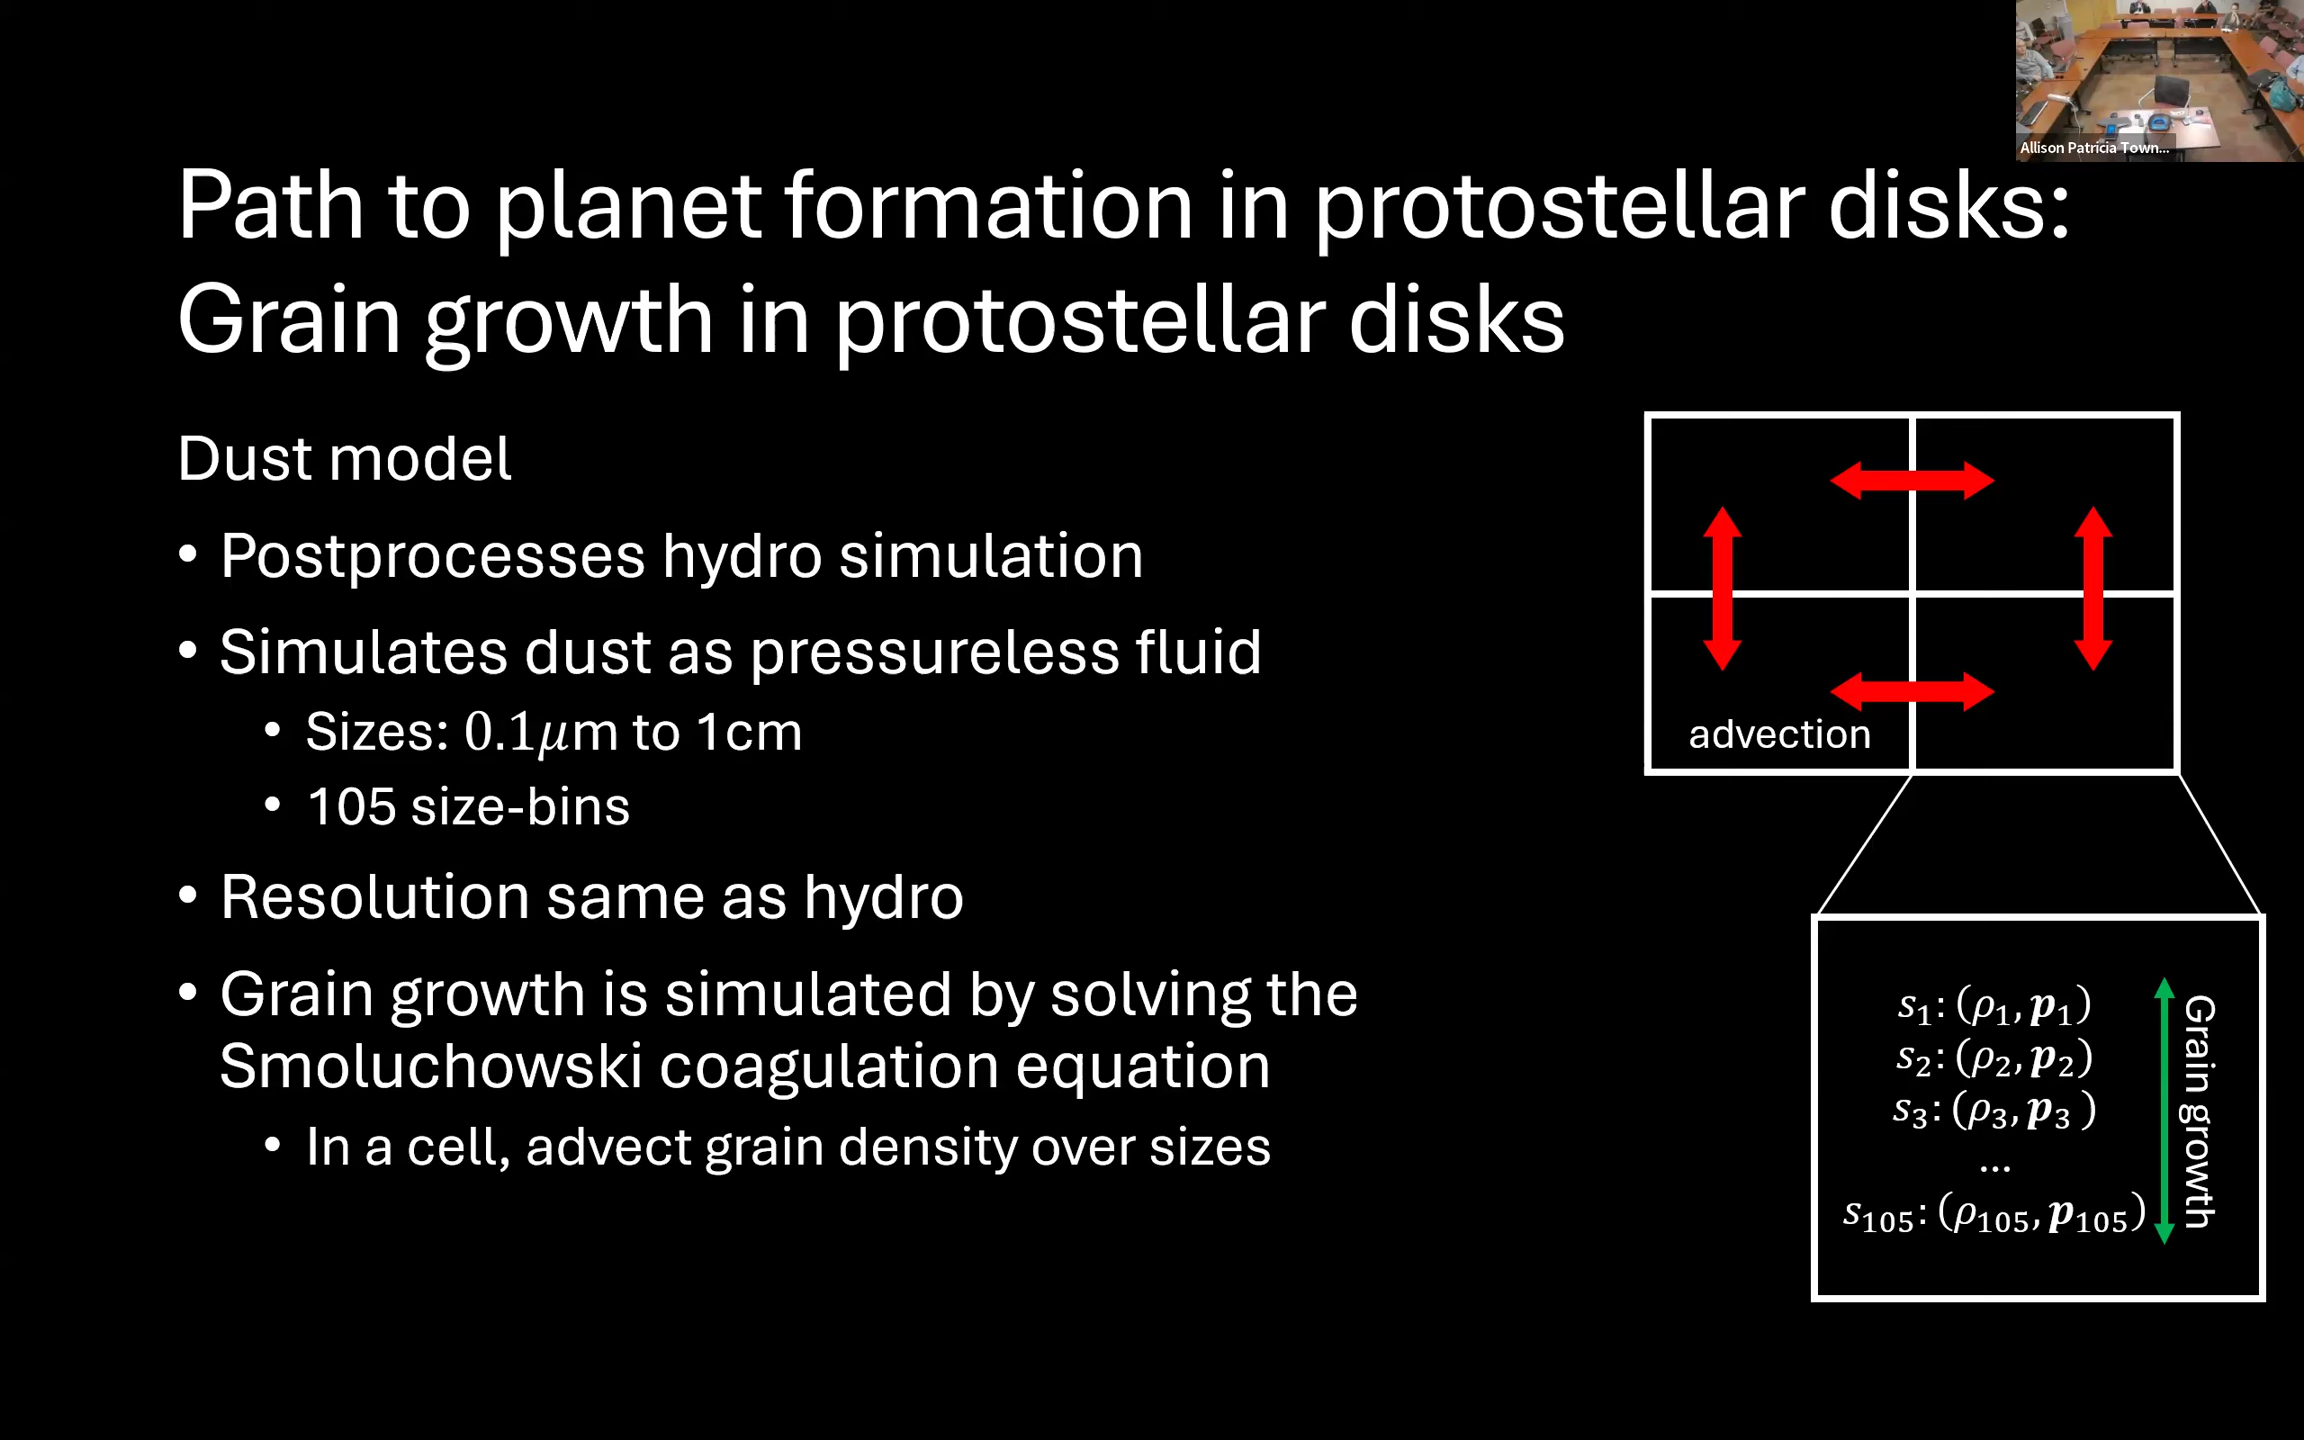 Allison Patricia Town...
Path to planet formation in protostellar disks:
Grain growth in protostellar disks
Dust model
• Postprocesses hydro simulation
• Simulates dust as pressureless fluid
• Sizes: 0.1μm to 1cm
• 105 size-bins
• Resolution same as hydro
• Grain growth is simulated by solving the
Smoluchowski coagulation equation
• In a cell, advect grain density over sizes
advection
s₁: (ρ₁, p₁)
s₂: (ρ₂, p₂)
s₃: (ρ₃, p₃ )
...
s₁₀₅: (ρ₁₀₅, p₁₀₅)
Grain growth